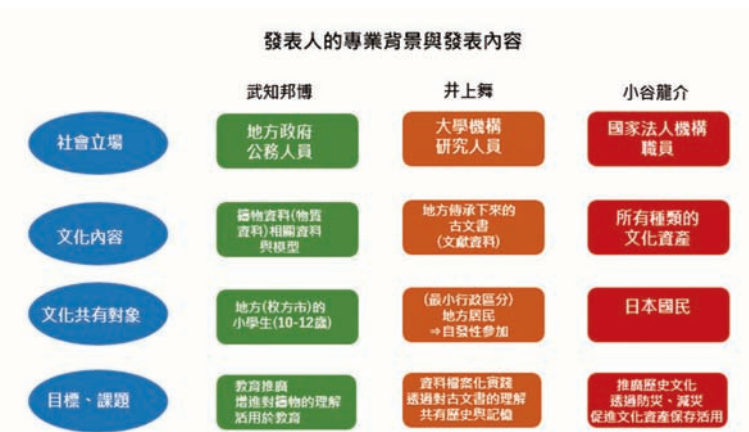 發表人的專業背景與發表內容
武知邦博
井上舞
小谷龍介
社會立場
地方政府
公務人員
大學機構
研究人員
國家法人機構
職員
文化內容
礦物資料(物質
資料)相關資料
與模型
地方傳承下來的
古文書
(文獻資料)
所有種類的
文化資產
文化共有對象
地方(枚方市)的
小學生(10-12歲)
(最小行政區分)
地方居民
⇒自發性參加
日本國民
目標、課題
教育推廣
增進對礦物的理解
活用於教育
資料檔案化實踐
透過對古文書的理解
共有歷史與記憶
推廣歷史文化
透過防災、減災
促進文化資產保存活用